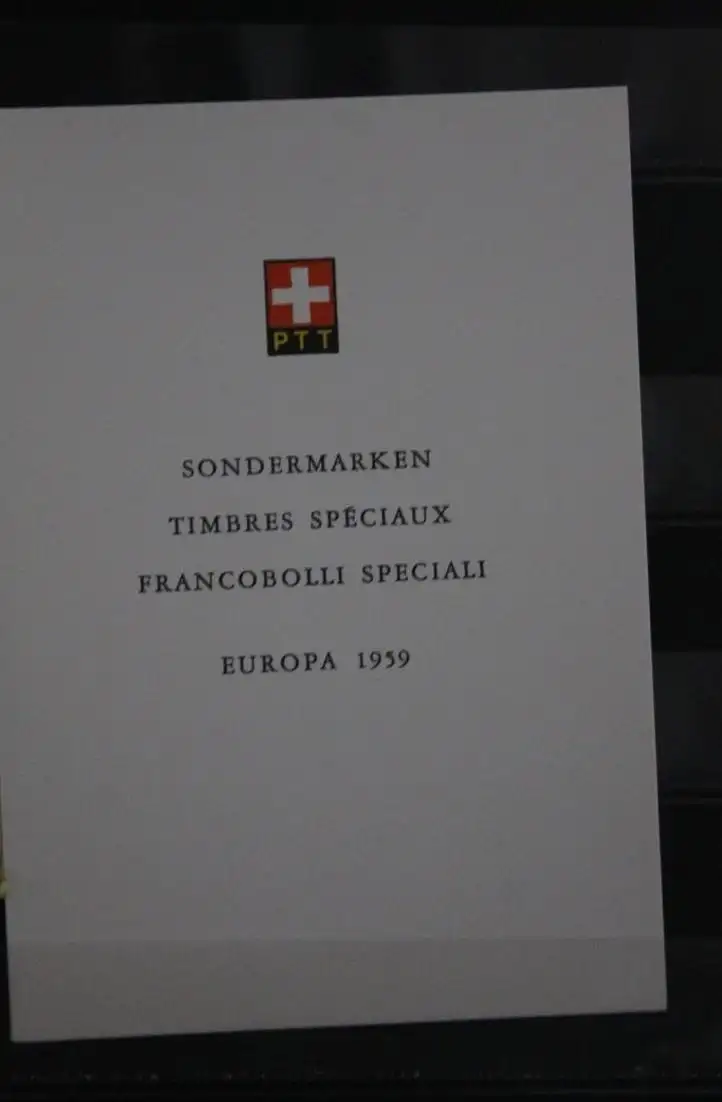 PTT
SONDERMARKEN
TIMBRES SPÉCIAUX
FRANCOBOLLI SPECIALI
EUROPA 1959